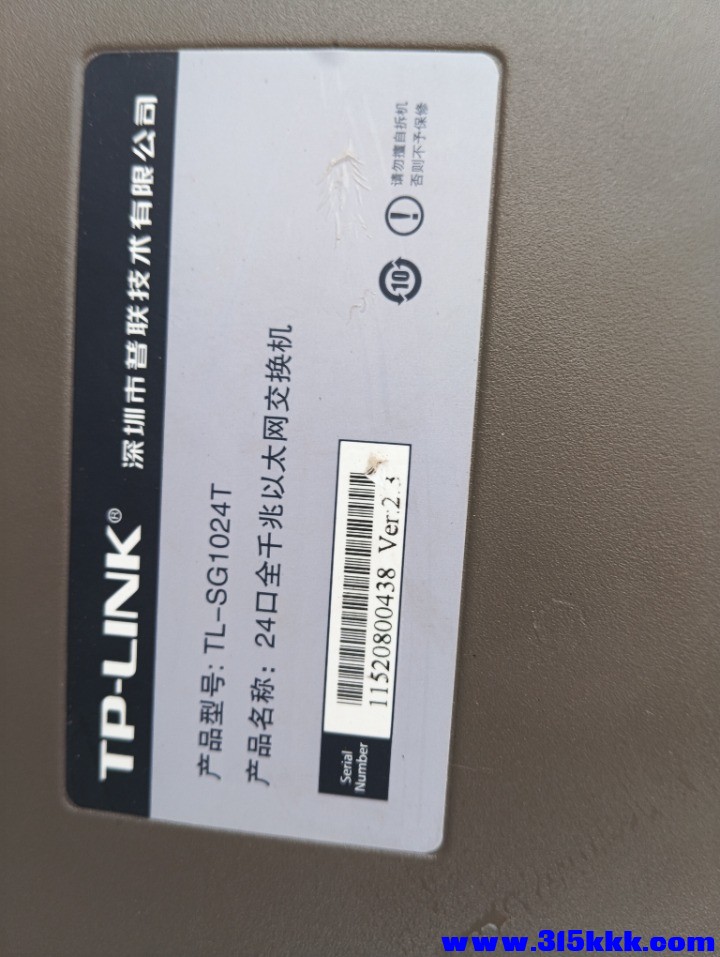 TP-LINK® 深圳市普联技术有限公司
产品型号: TL-SG1024T
产品名称: 24口全千兆以太网交换机
Serial
Number
11520800438 Ver:2.3
10
请勿擅自拆机
否则不予保修
www.315kkk.com